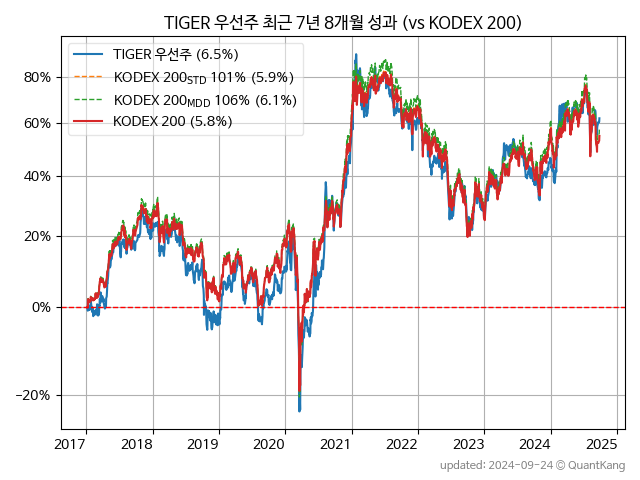 TIGER 우선주 최근 7년 8개월 성과 (vs KODEX 200)
TIGER 우선주 (6.5%)
KODEX 200STD 101% (5.9%)
KODEX 200MDD 106% (6.1%)
KODEX 200 (5.8%)
80%
60%
40%
20%
0%
−20%
2017 2018 2019 2020 2021 2022 2023 2024 2025
updated: 2024-09-24 © QuantKang